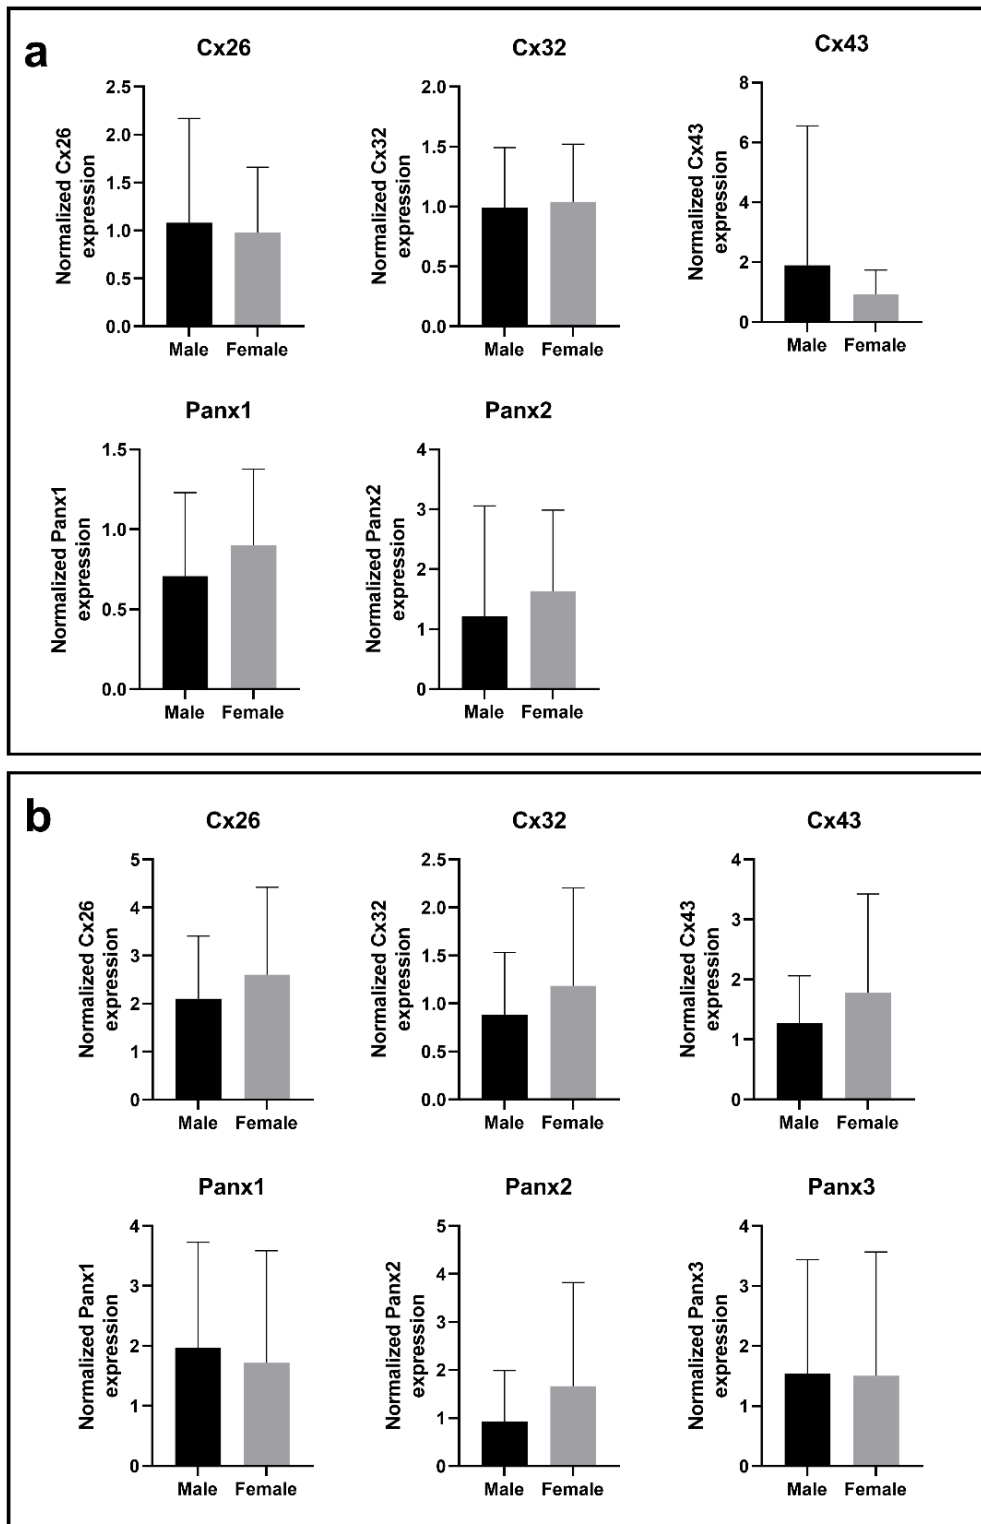 a
Cx26
Cx32
Cx43
Normalized Cx26
expression
2.5
2.0
1.5
1.0
0.5
0.0
Male Female
Normalized Cx32
expression
2.0
1.5
1.0
0.5
0.0
Male Female
Normalized Cx43
expression
8
6
4
2
0
Male Female
Panx1
Panx2
Normalized Panx1
expression
1.5
1.0
0.5
0.0
Male Female
Normalized Panx2
expression
4
3
2
1
0
Male Female
b
Cx26
Cx32
Cx43
Normalized Cx26
expression
5
4
3
2
1
0
Male Female
Normalized Cx32
expression
2.5
2.0
1.5
1.0
0.5
0.0
Male Female
Normalized Cx43
expression
4
3
2
1
0
Male Female
Panx1
Panx2
Panx3
Normalized Panx1
expression
4
3
2
1
0
Male Female
Normalized Panx2
expression
5
4
3
2
1
0
Male Female
Normalized Panx3
expression
4
3
2
1
0
Male Female